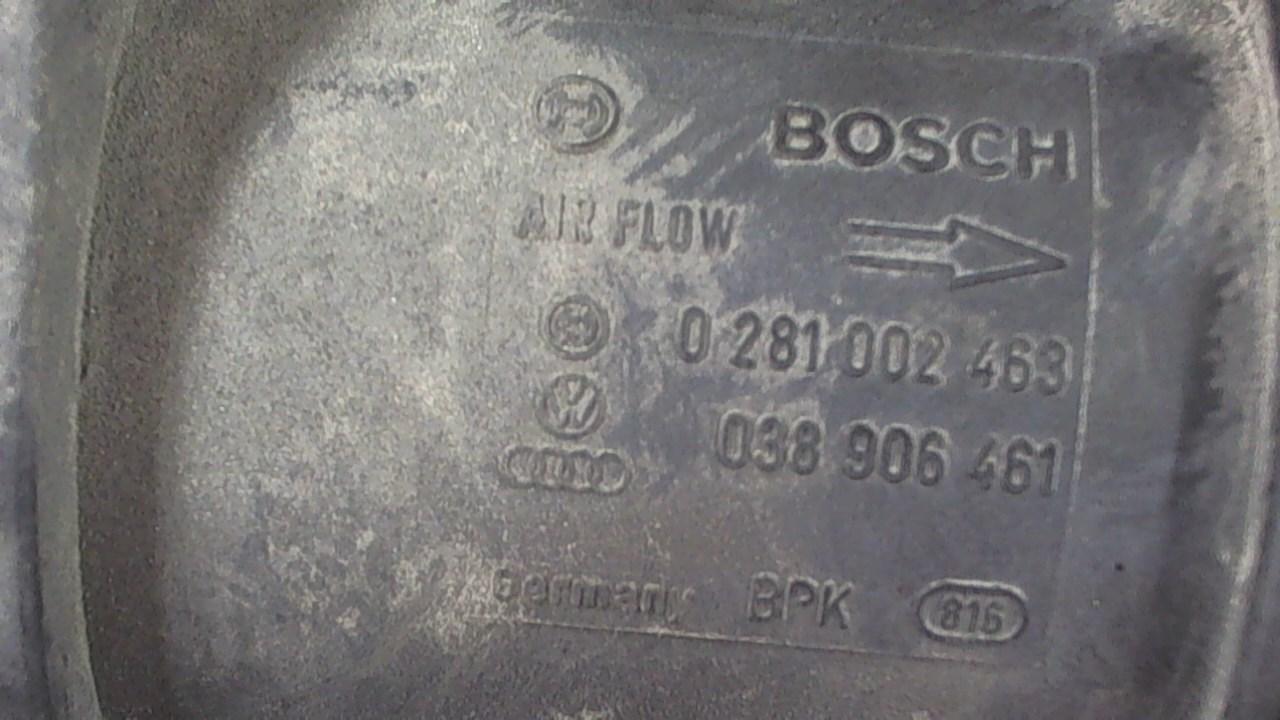 BOSCH
AIR FLOW
0 281 002 463
038 906 461
Germany BPK 816